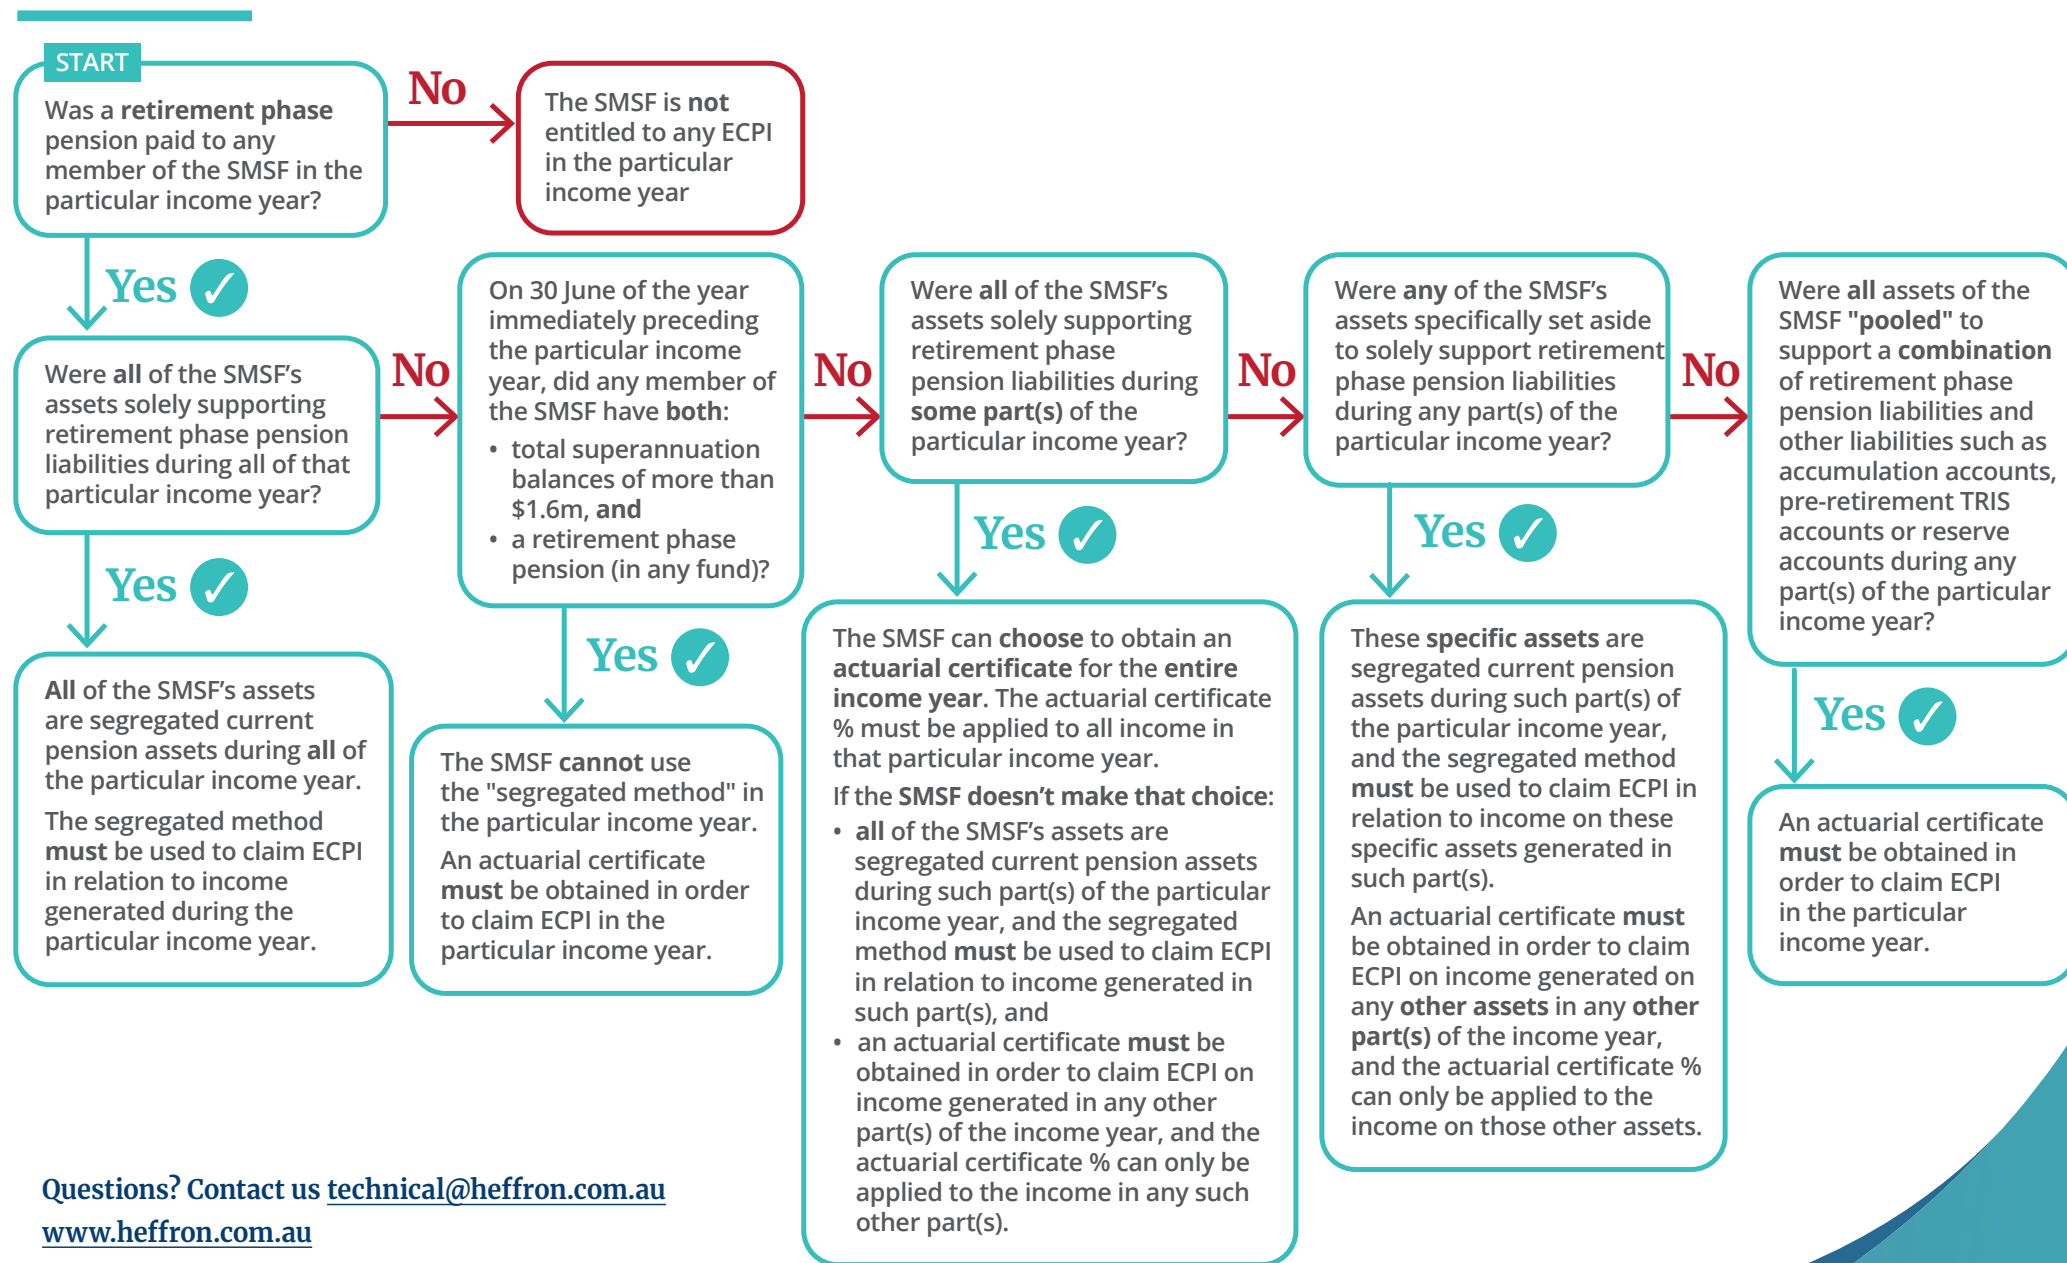 START
Was a retirement phase
pension paid to any
member of the SMSF in the
particular income year?
No
The SMSF is not
entitled to any ECPI
in the particular
income year
Yes ✓
Were all of the SMSF's
assets solely supporting
retirement phase pension
liabilities during all of that
particular income year?
No
On 30 June of the year
immediately preceding
the particular income
year, did any member of
the SMSF have both:
• total superannuation
balances of more than
$1.6m, and
• a retirement phase
pension (in any fund)?
No
Were all of the SMSF's
assets solely supporting
retirement phase
pension liabilities during
some part(s) of the
particular income year?
No
Were any of the SMSF's
assets specifically set aside
to solely support retirement
phase pension liabilities
during any part(s) of the
particular income year?
No
Were all assets of the
SMSF "pooled" to
support a combination
of retirement phase
pension liabilities and
other liabilities such as
accumulation accounts,
pre-retirement TRIS
accounts or reserve
accounts during any
part(s) of the particular
income year?
Yes ✓
All of the SMSF's assets
are segregated current
pension assets during all of
the particular income year.
The segregated method
must be used to claim ECPI
in relation to income
generated during the
particular income year.
Yes ✓
The SMSF cannot use
the "segregated method" in
the particular income year.
An actuarial certificate
must be obtained in order
to claim ECPI in the
particular income year.
Yes ✓
The SMSF can choose to obtain an
actuarial certificate for the entire
income year. The actuarial certificate
% must be applied to all income in
that particular income year.
If the SMSF doesn't make that choice:
• all of the SMSF's assets are
segregated current pension assets
during such part(s) of the particular
income year, and the segregated
method must be used to claim ECPI
in relation to income generated in
such part(s), and
• an actuarial certificate must be
obtained in order to claim ECPI on
income generated in any other
part(s) of the income year, and the
actuarial certificate % can only be
applied to the income in any such
other part(s).
Yes ✓
These specific assets are
segregated current pension
assets during such part(s) of
the particular income year,
and the segregated method
must be used to claim ECPI in
relation to income on these
specific assets generated in
such part(s).
An actuarial certificate must
be obtained in order to claim
ECPI on income generated on
any other assets in any other
part(s) of the income year,
and the actuarial certificate %
can only be applied to the
income on those other assets.
Yes ✓
An actuarial certificate
must be obtained in
order to claim ECPI
in the particular
income year.
Questions? Contact us technical@heffron.com.au
www.heffron.com.au